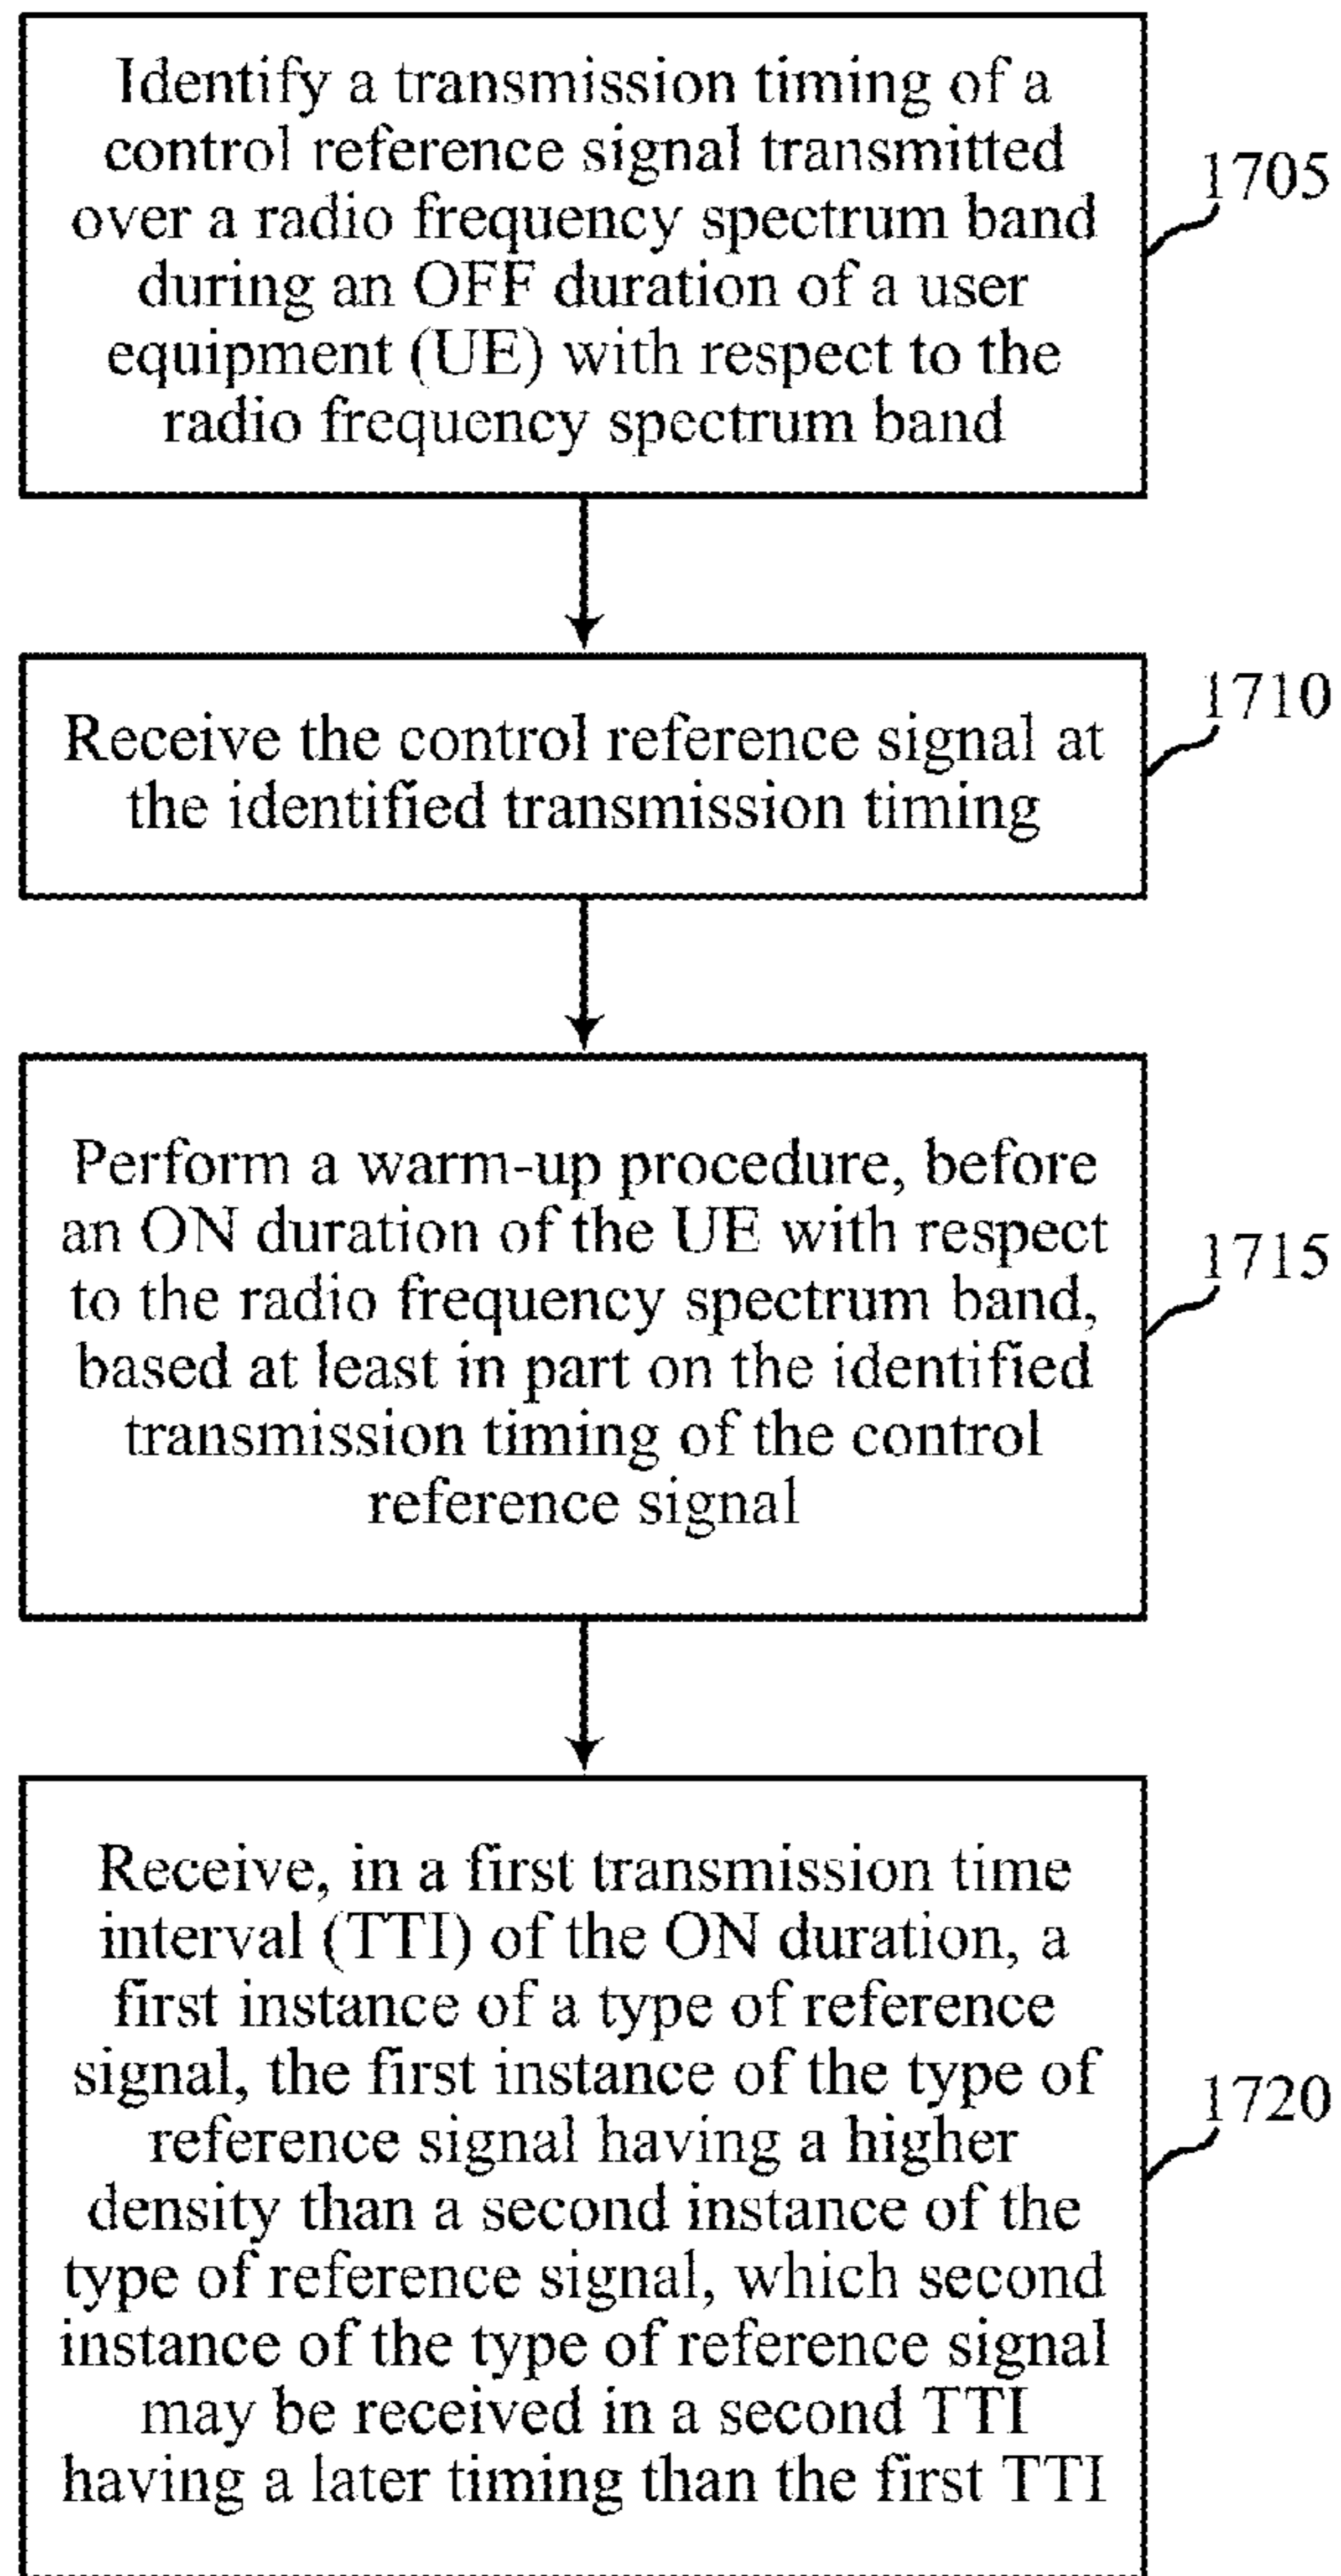 Identify a transmission timing of a
control reference signal transmitted
over a radio frequency spectrum band
during an OFF duration of a user
equipment (UE) with respect to the
radio frequency spectrum band
1705
Receive the control reference signal at
the identified transmission timing
1710
Perform a warm-up procedure, before
an ON duration of the UE with respect
to the radio frequency spectrum band,
based at least in part on the identified
transmission timing of the control
reference signal
1715
Receive, in a first transmission time
interval (TTI) of the ON duration, a
first instance of a type of reference
signal, the first instance of the type of
reference signal having a higher
density than a second instance of the
type of reference signal, which second
instance of the type of reference signal
may be received in a second TTI
having a later timing than the first TTI
1720